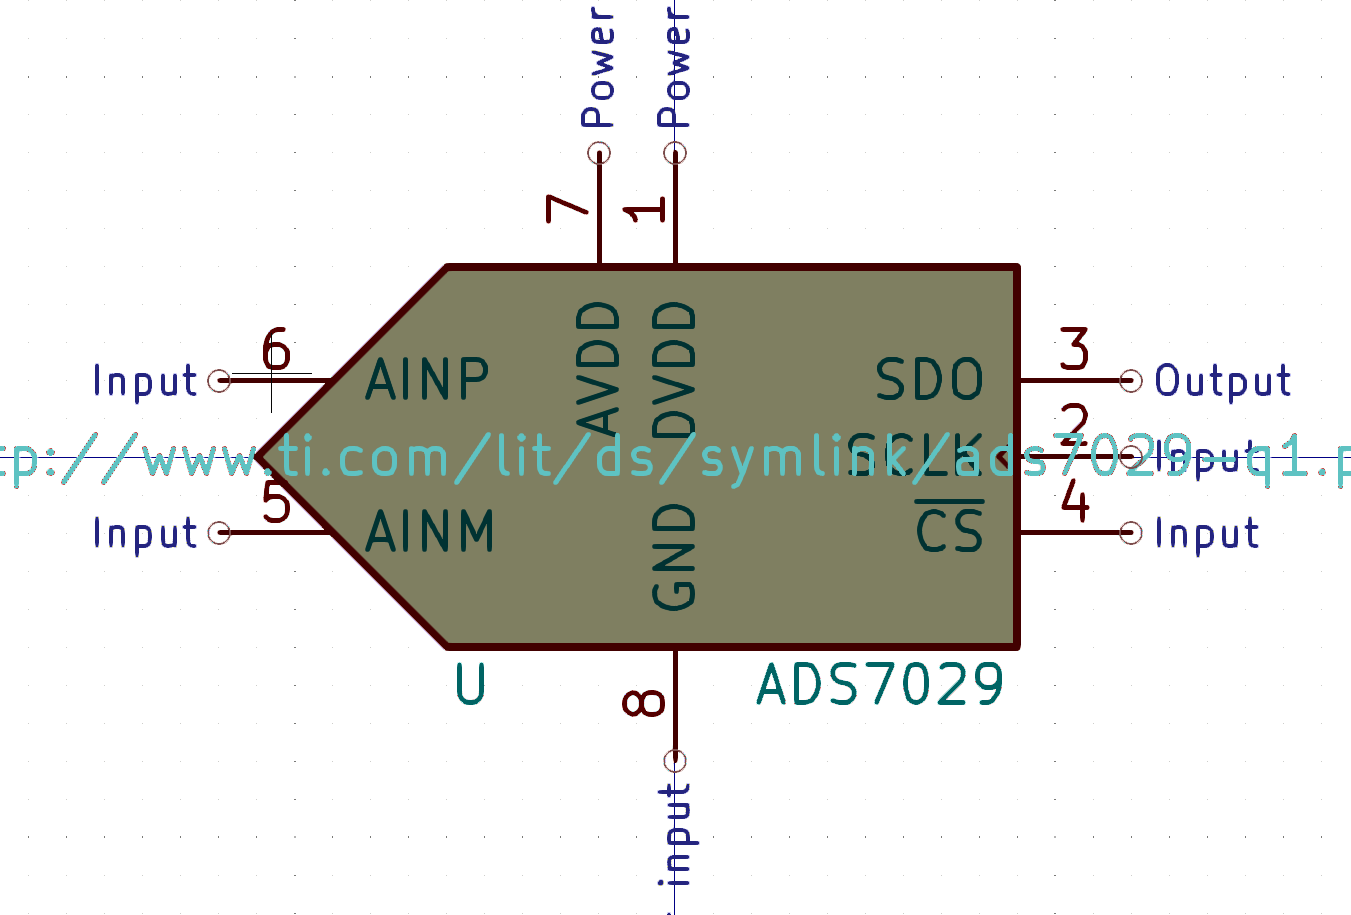 Power
Power
7
1
6
3
Input
AINP
AVDD
DVDD
SDO
Output
2
tp://www.ti.com/lit/ds/symlink/ads7029-q1.p
SCLK
Input
5
4
Input
AINM
GND
CS
Input
U
ADS7029
8
input